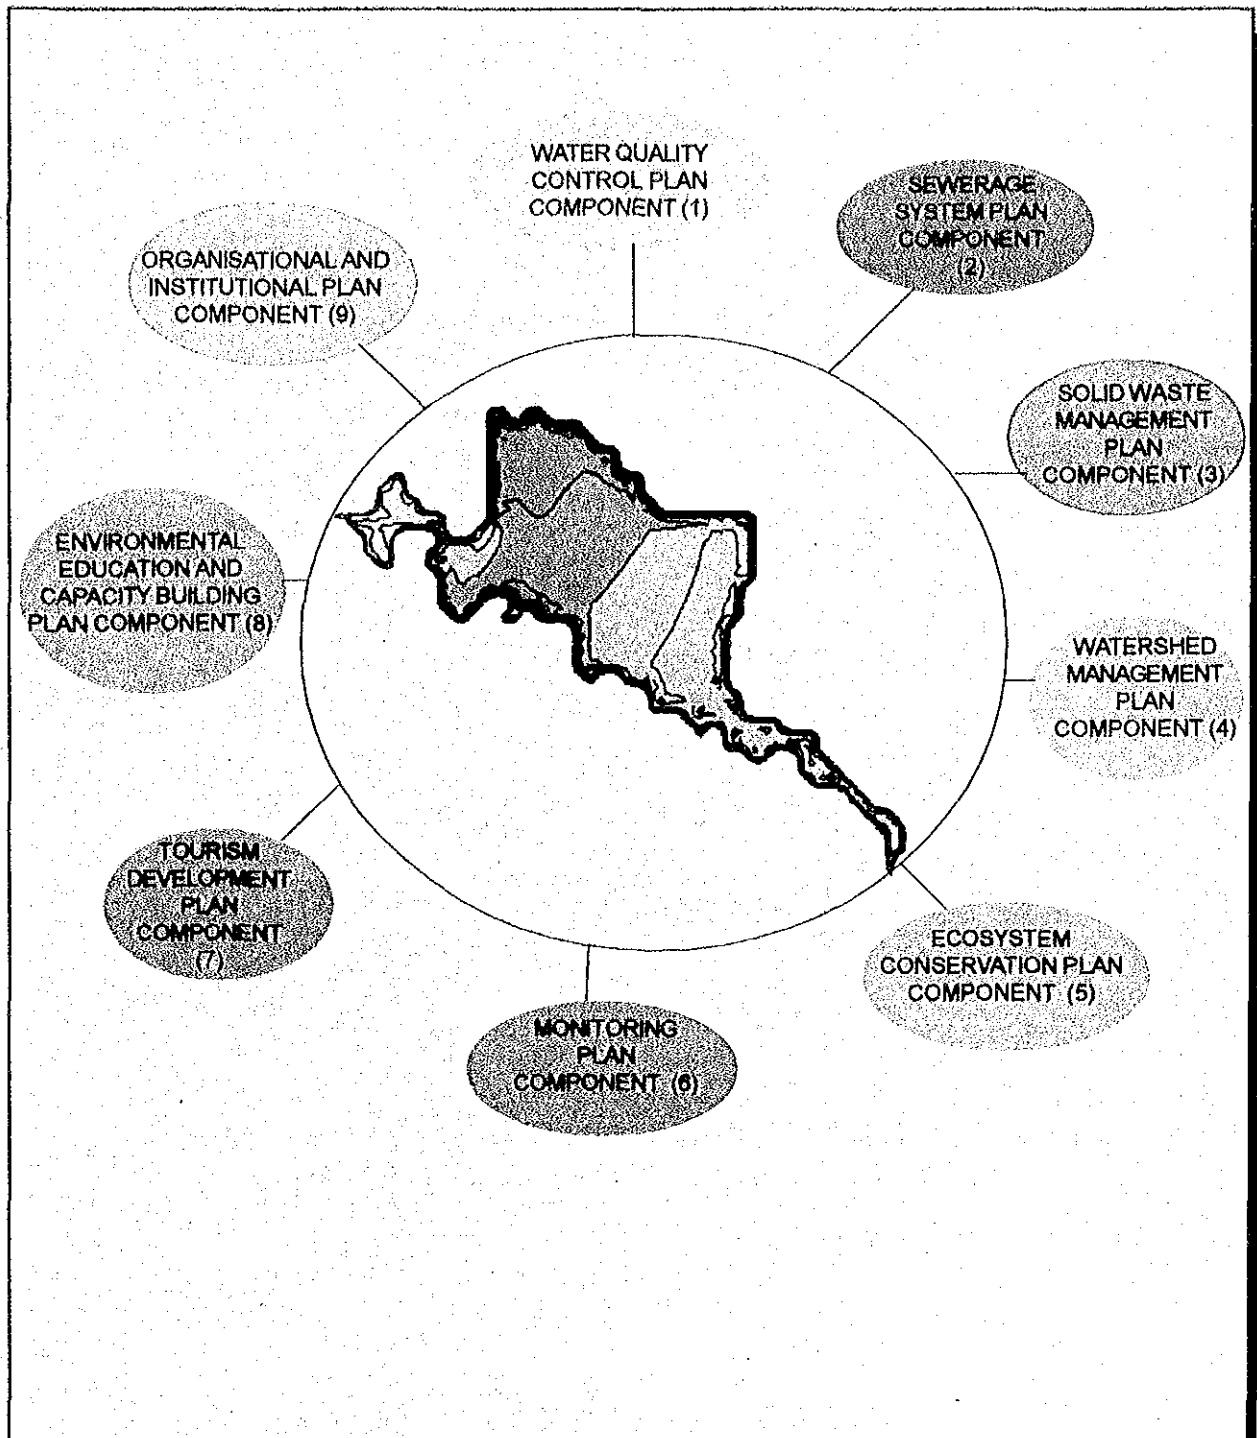 WATER QUALITY
CONTROL PLAN
COMPONENT (1)
SEWERAGE
SYSTEM PLAN
COMPONENT
(2)
SOLID WASTE
MANAGEMENT
PLAN
COMPONENT (3)
WATERSHED
MANAGEMENT
PLAN
COMPONENT (4)
ECOSYSTEM
CONSERVATION PLAN
COMPONENT (5)
MONITORING
PLAN
COMPONENT (6)
TOURISM
DEVELOPMENT
PLAN
COMPONENT
(7)
ENVIRONMENTAL
EDUCATION AND
CAPACITY BUILDING
PLAN COMPONENT (8)
ORGANISATIONAL AND
INSTITUTIONAL PLAN
COMPONENT (9)